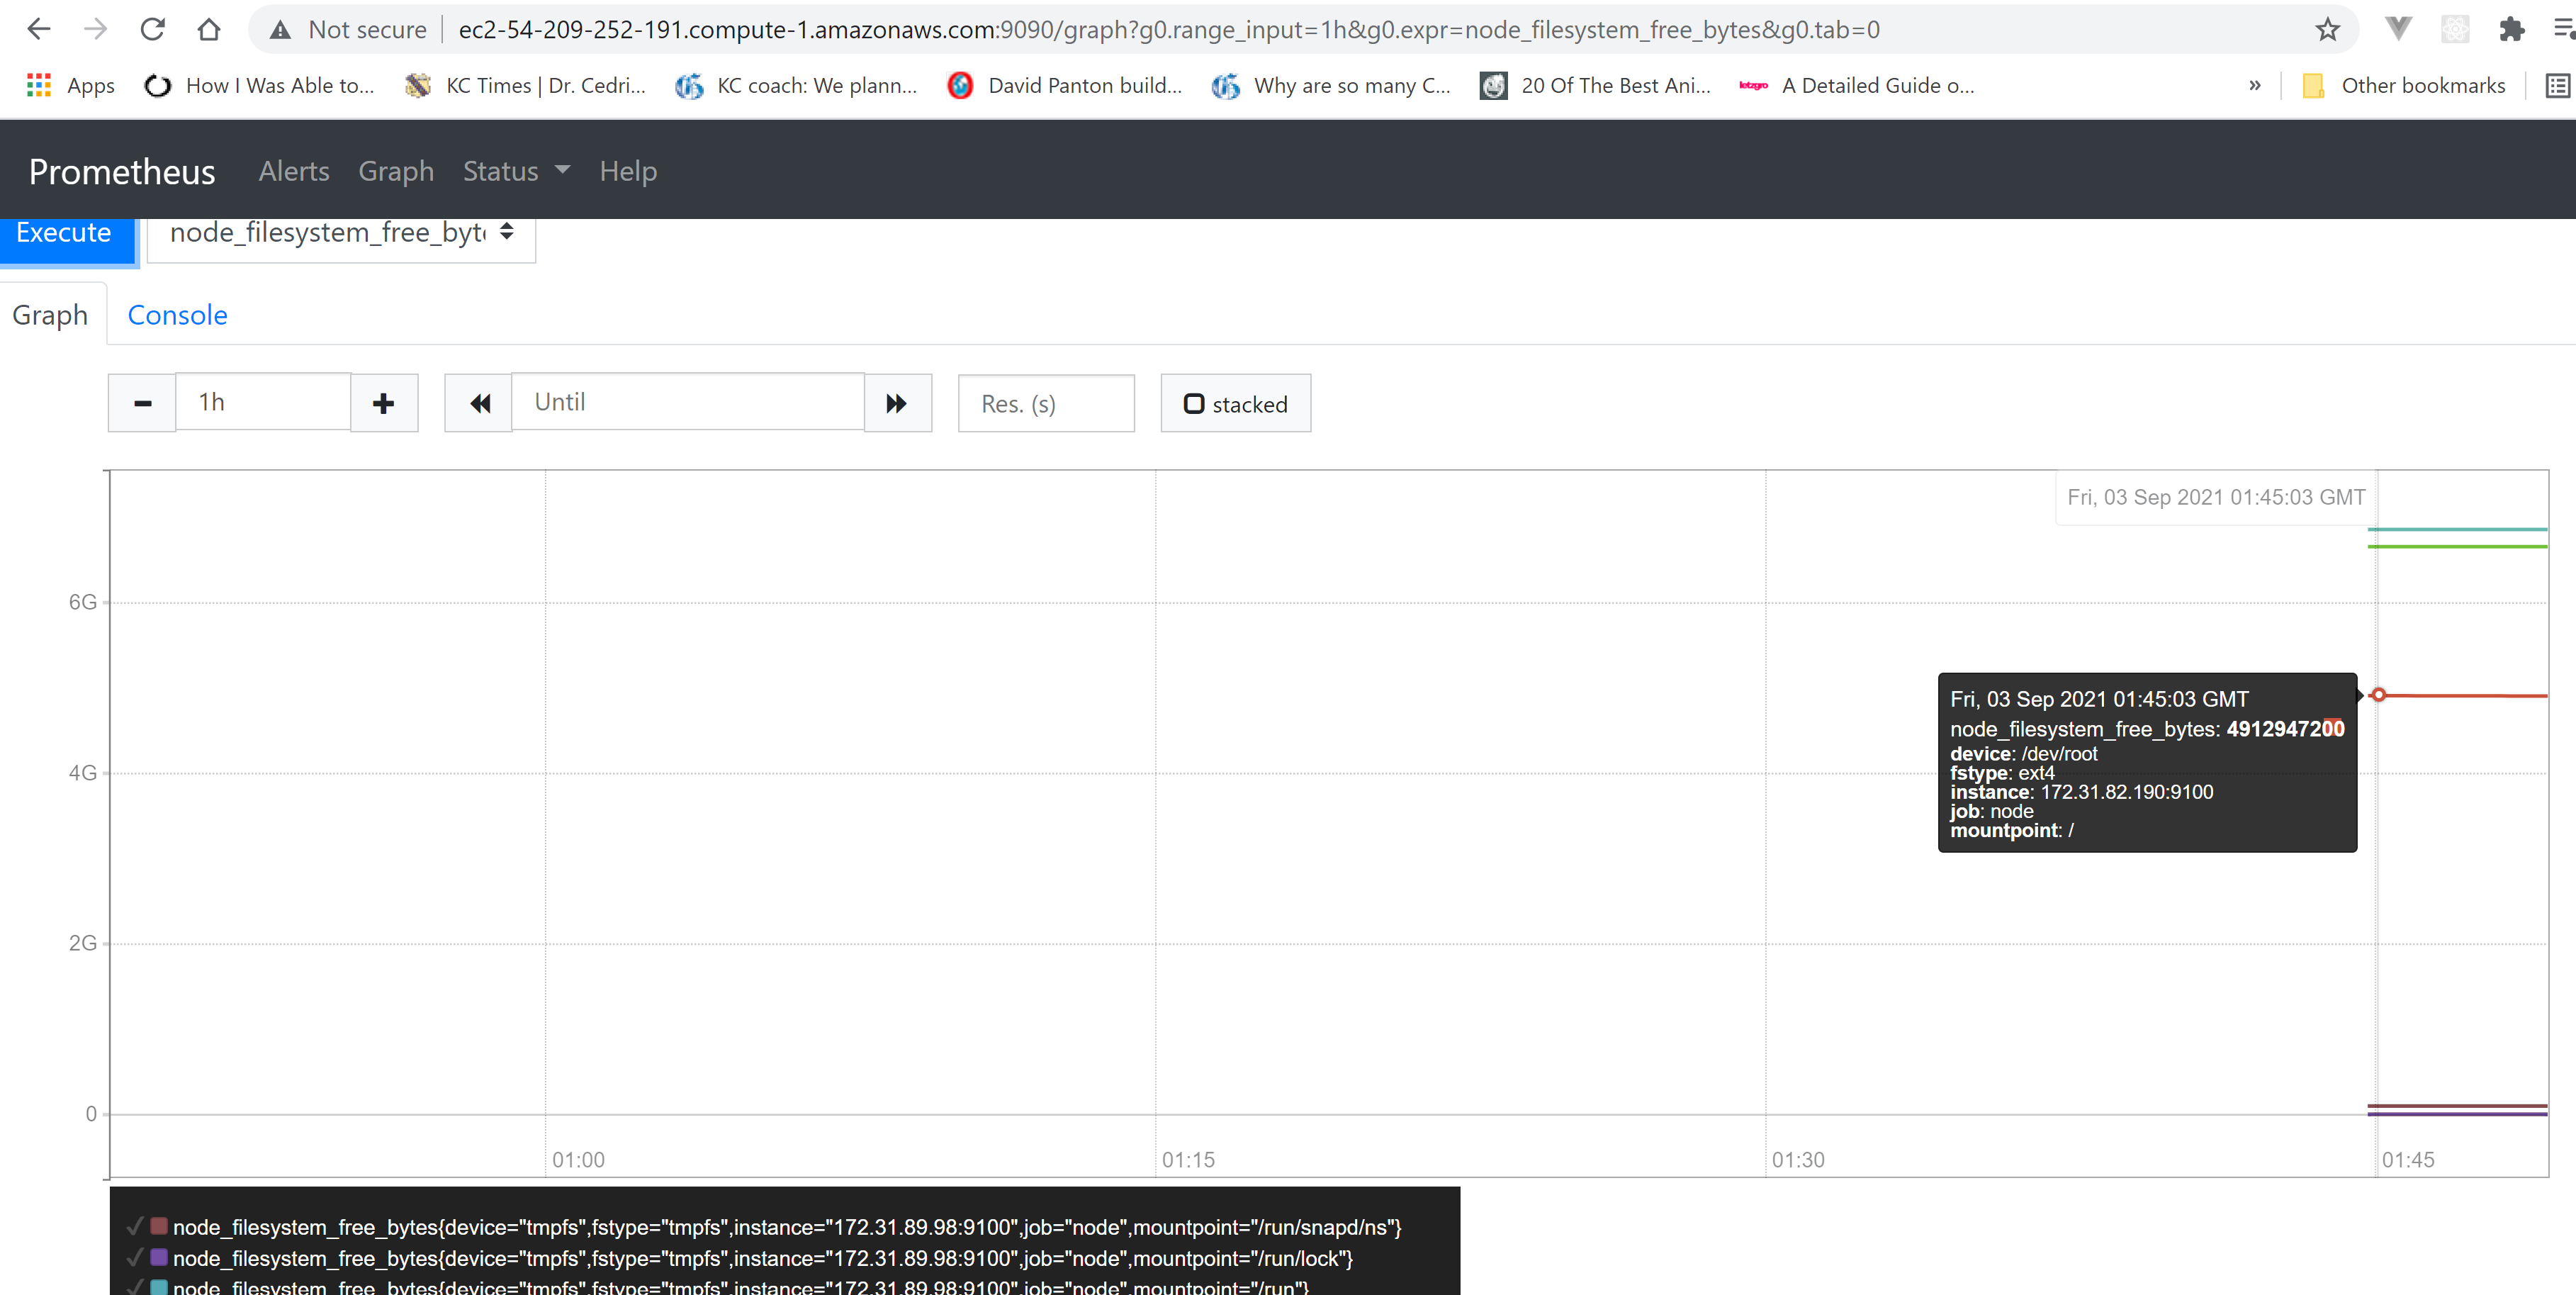 Not secure ec2-54-209-252-191.compute-1.amazonaws.com:9090/graph?g0.range_input=1h&g0.expr=node_filesystem_free_bytes&g0.tab=0
Apps How I Was Able to... KC Times | Dr. Cedri... KC coach: We plann... David Panton build... Why are so many C... 20 Of The Best Ani... letzgro A Detailed Guide o... » Other bookmarks
Prometheus Alerts Graph Status Help
Execute node_filesystem_free_byte
Graph Console
1h Until Res. (s) stacked
Fri, 03 Sep 2021 01:45:03 GMT
6G
4G
2G
0
Fri, 03 Sep 2021 01:45:03 GMT
node_filesystem_free_bytes: 4912947200
device: /dev/root
fstype: ext4
instance: 172.31.82.190:9100
job: node
mountpoint: /
01:00 01:15 01:30 01:45
node_filesystem_free_bytes{device="tmpfs",fstype="tmpfs",instance="172.31.89.98:9100",job="node",mountpoint="/run/snapd/ns"}
node_filesystem_free_bytes{device="tmpfs",fstype="tmpfs",instance="172.31.89.98:9100",job="node",mountpoint="/run/lock"}
node_filesystem_free_bytes{device="tmpfs",fstype="tmpfs",instance="172.31.89.98:9100",job="node",mountpoint="/run"}